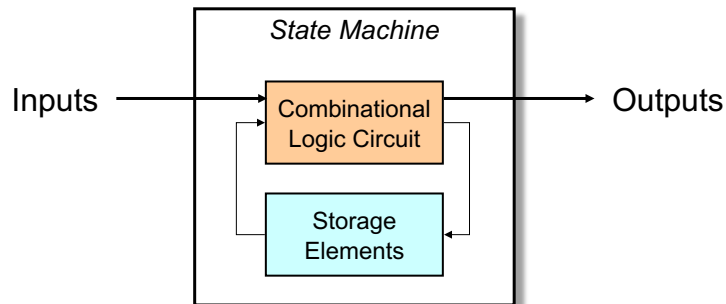 State Machine
Inputs
Combinational
Logic Circuit
Outputs
Storage
Elements